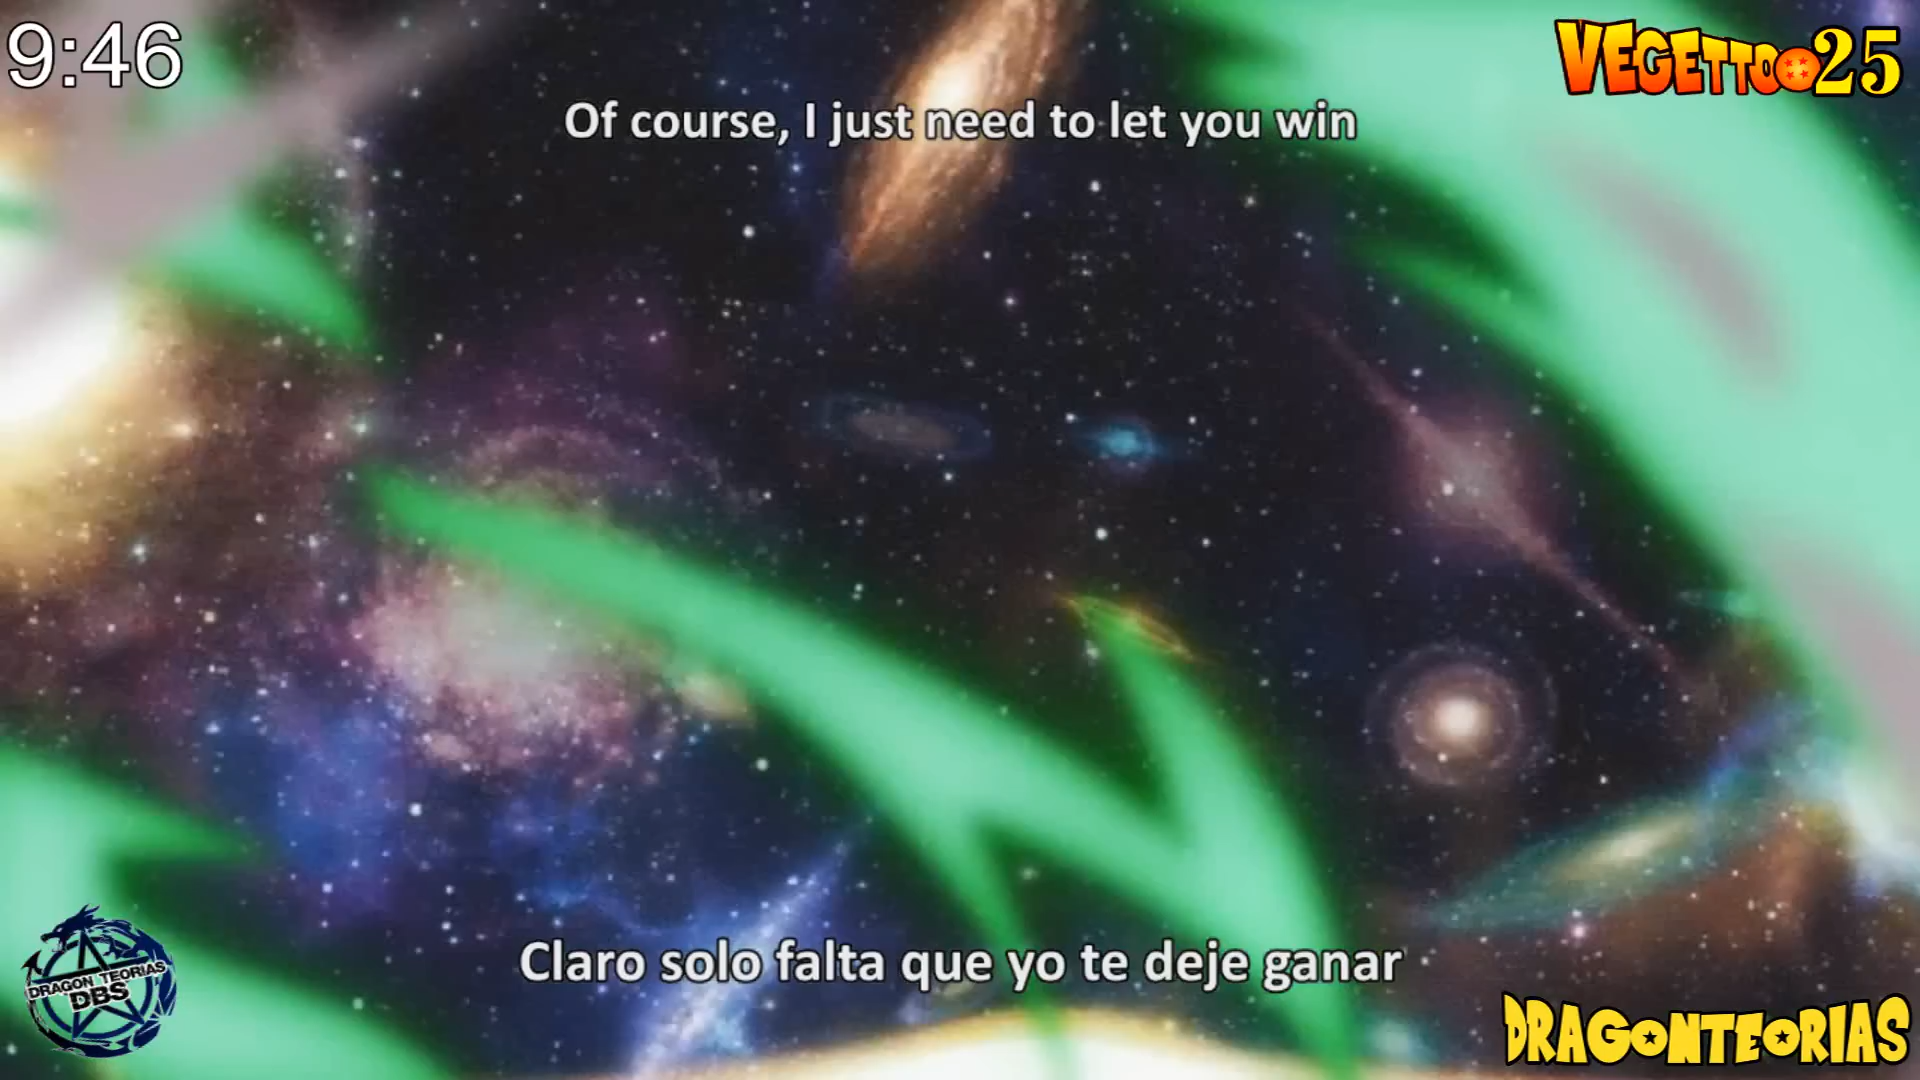 9:46
VEGETTO25
Of course, I just need to let you win
Claro solo falta que yo te deje ganar
DRAGON TEORIAS
DBS
DRAGONTEORIAS